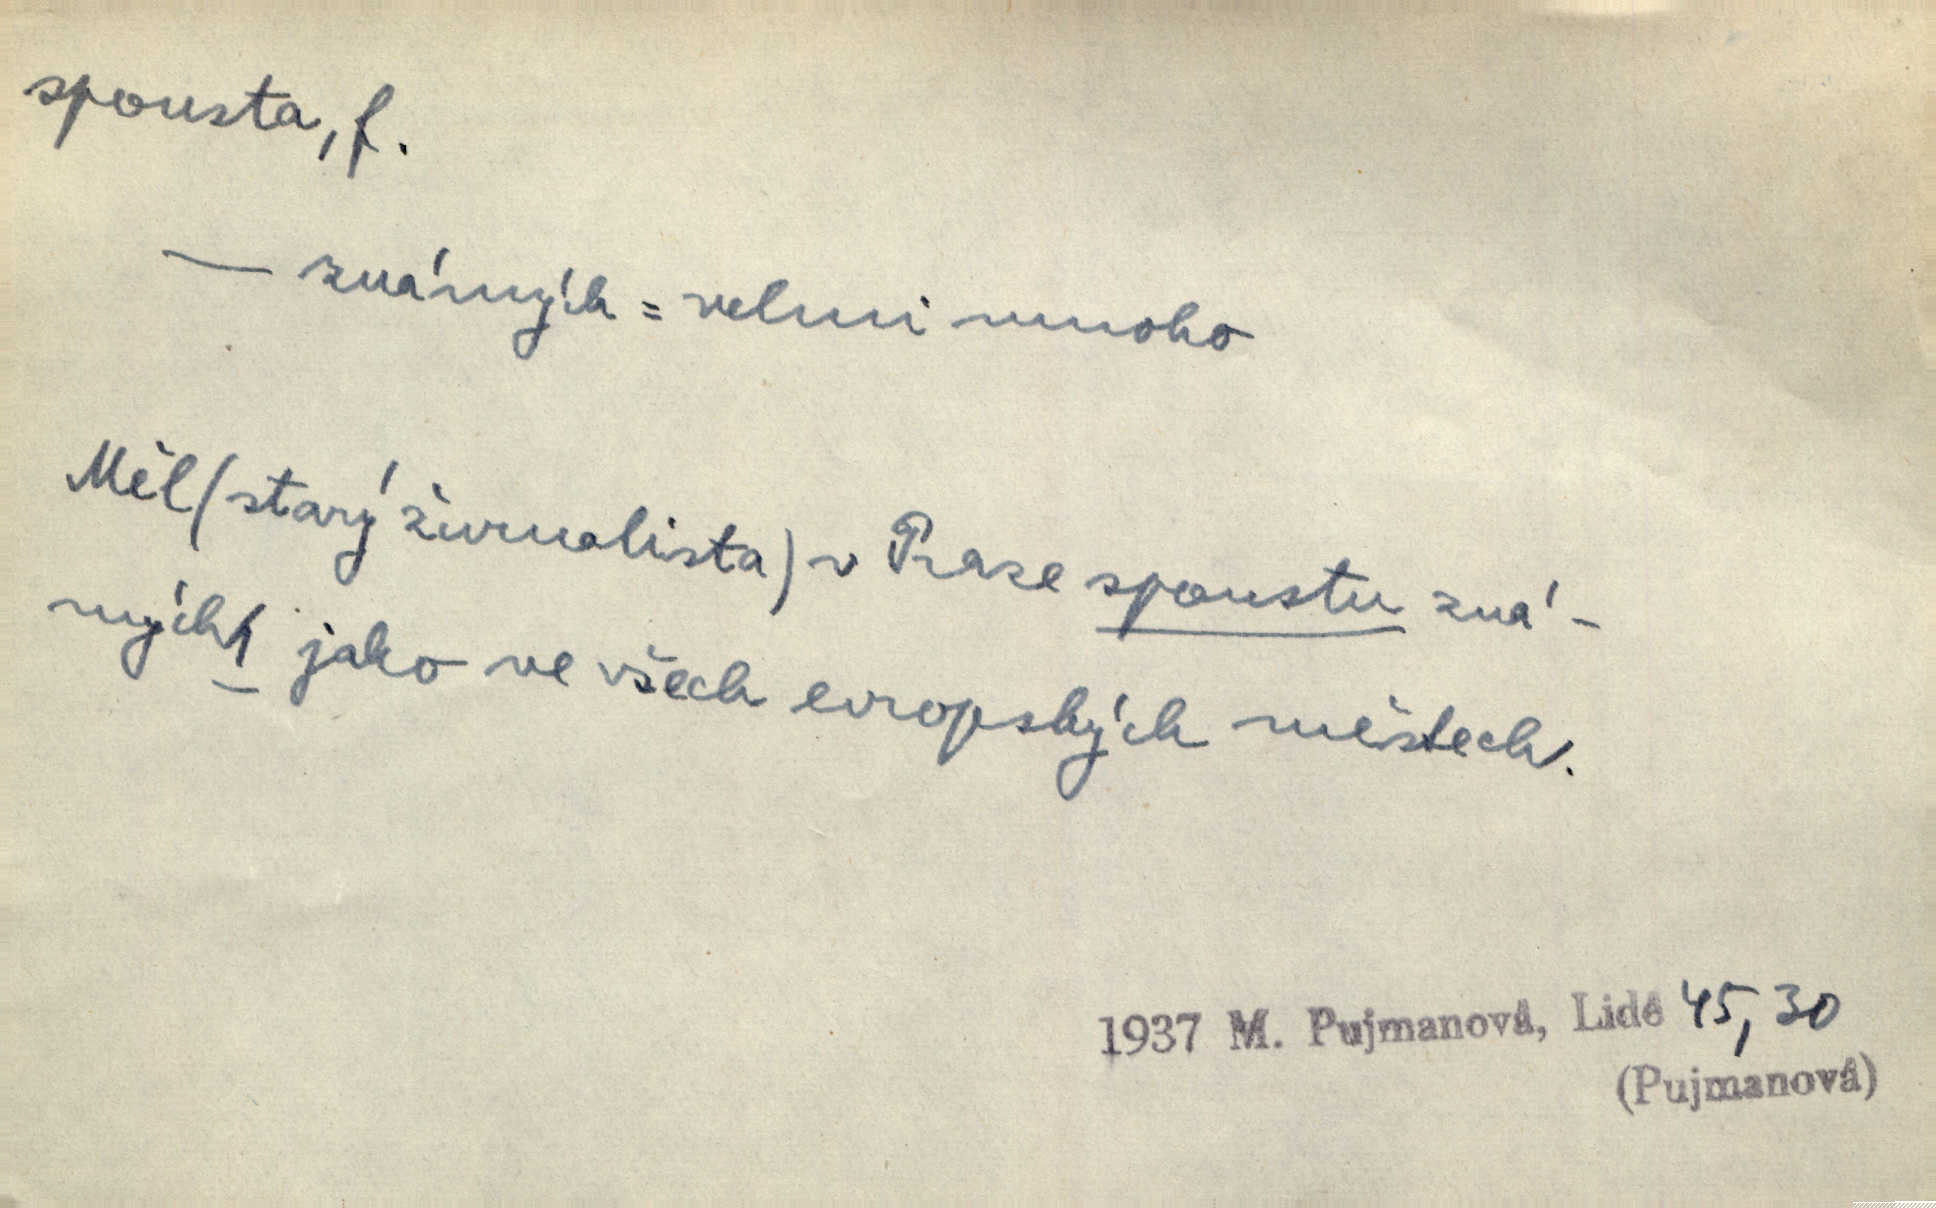 spousta, f.
— známých = velmi mnoho
Měl (starý žurnalista) v Praze spoustu zná-
mých, jako ve všech evropských městech.
1937 M. Pujmanová, Lidé 45, 30
(Pujmanová)